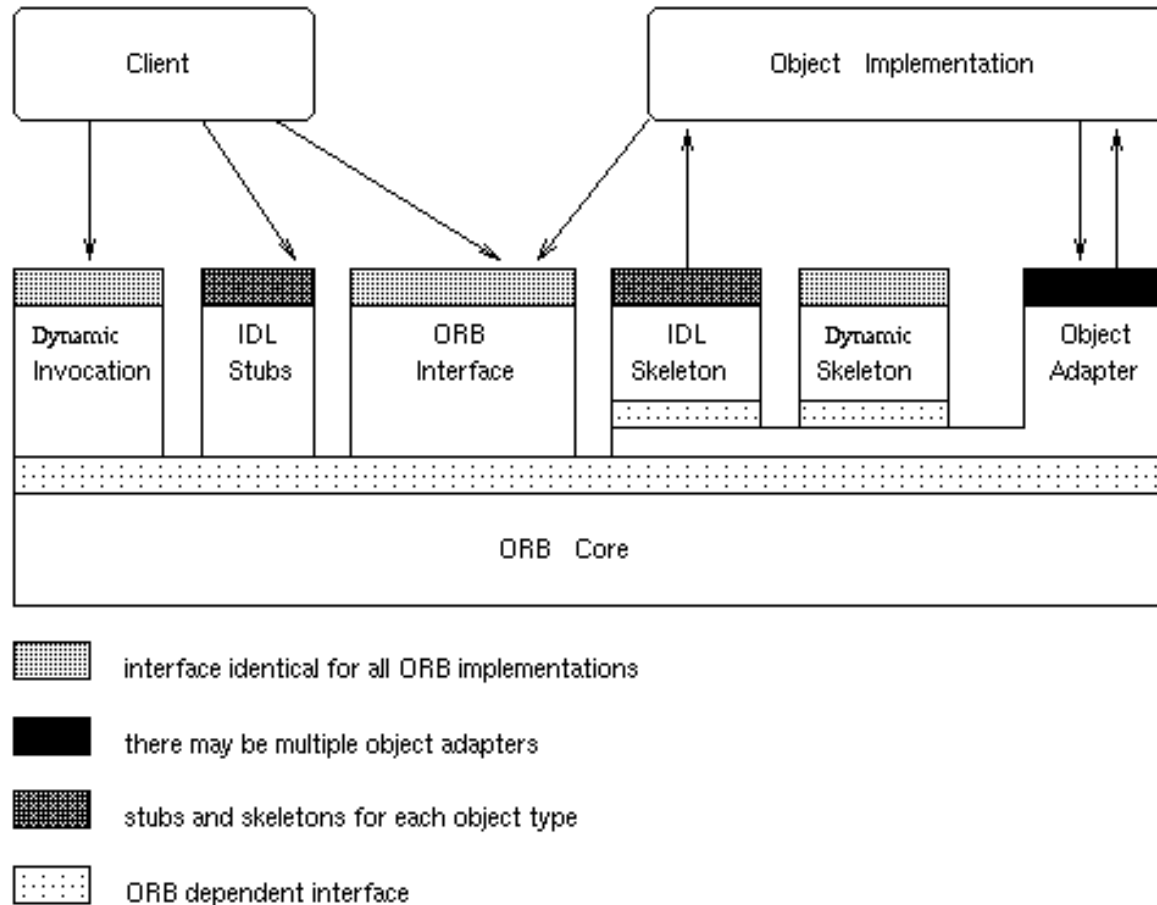 Client
Object Implementation
Dynamic
Invocation
IDL
Stubs
ORB
Interface
IDL
Skeleton
Dynamic
Skeleton
Object
Adapter
ORB Core
interface identical for all ORB implementations
there may be multiple object adapters
stubs and skeletons for each object type
ORB dependent interface